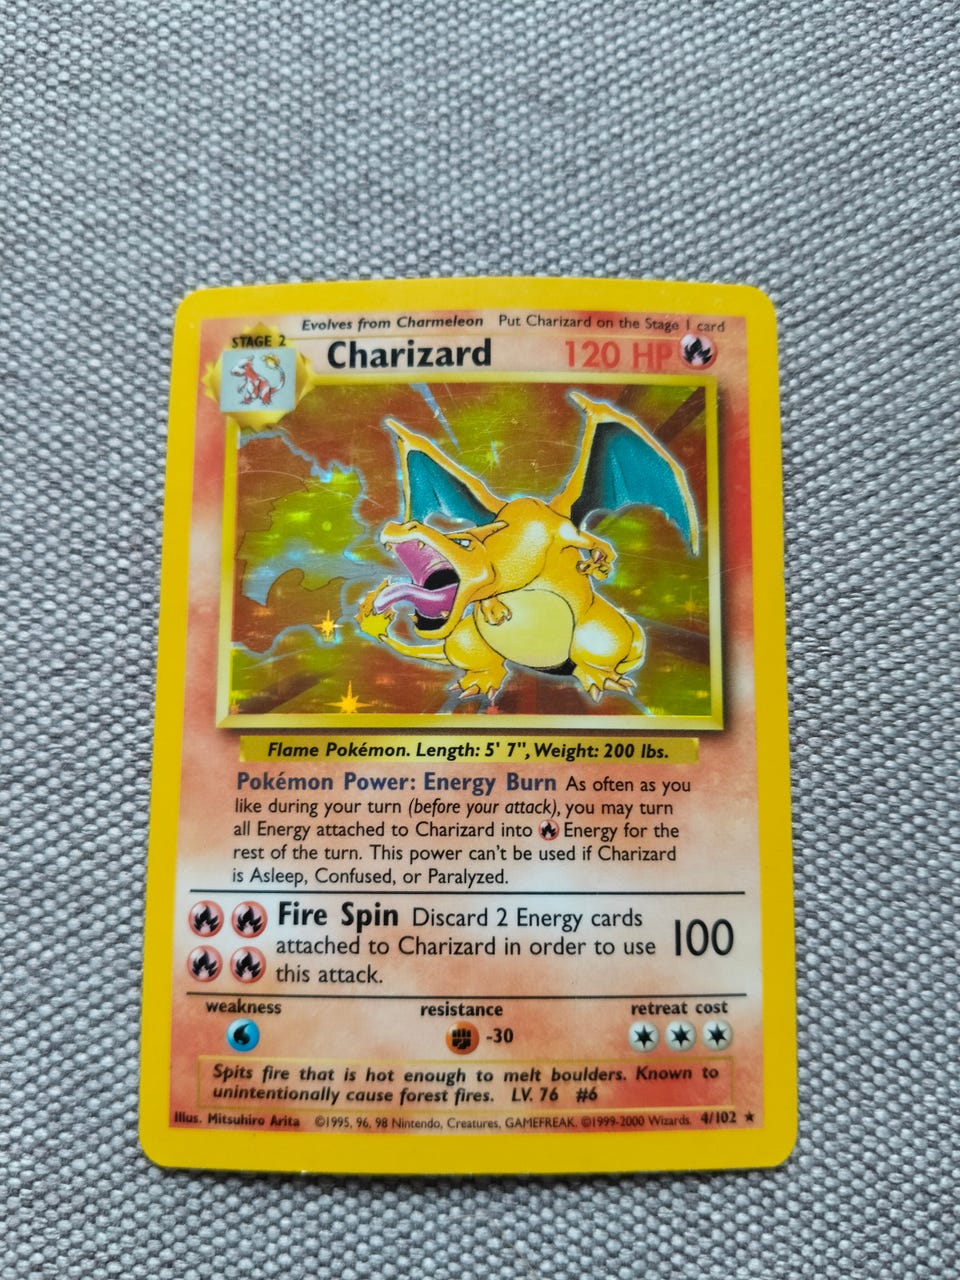 Evolves from Charmeleon Put Charizard on the Stage 1 card
STAGE 2
Charizard 120 HP
Flame Pokémon. Length: 5' 7", Weight: 200 lbs.
Pokémon Power: Energy Burn As often as you
like during your turn (before your attack), you may turn
all Energy attached to Charizard into Energy for the
rest of the turn. This power can't be used if Charizard
is Asleep, Confused, or Paralyzed.
Fire Spin Discard 2 Energy cards
attached to Charizard in order to use 100
this attack.
weakness resistance retreat cost
-30
Spits fire that is hot enough to melt boulders. Known to
unintentionally cause forest fires. LV. 76 #6
Illus. Mitsuhiro Arita ©1995, 96, 98 Nintendo, Creatures, GAMEFREAK. ©1999-2000 Wizards. 4/102 ★